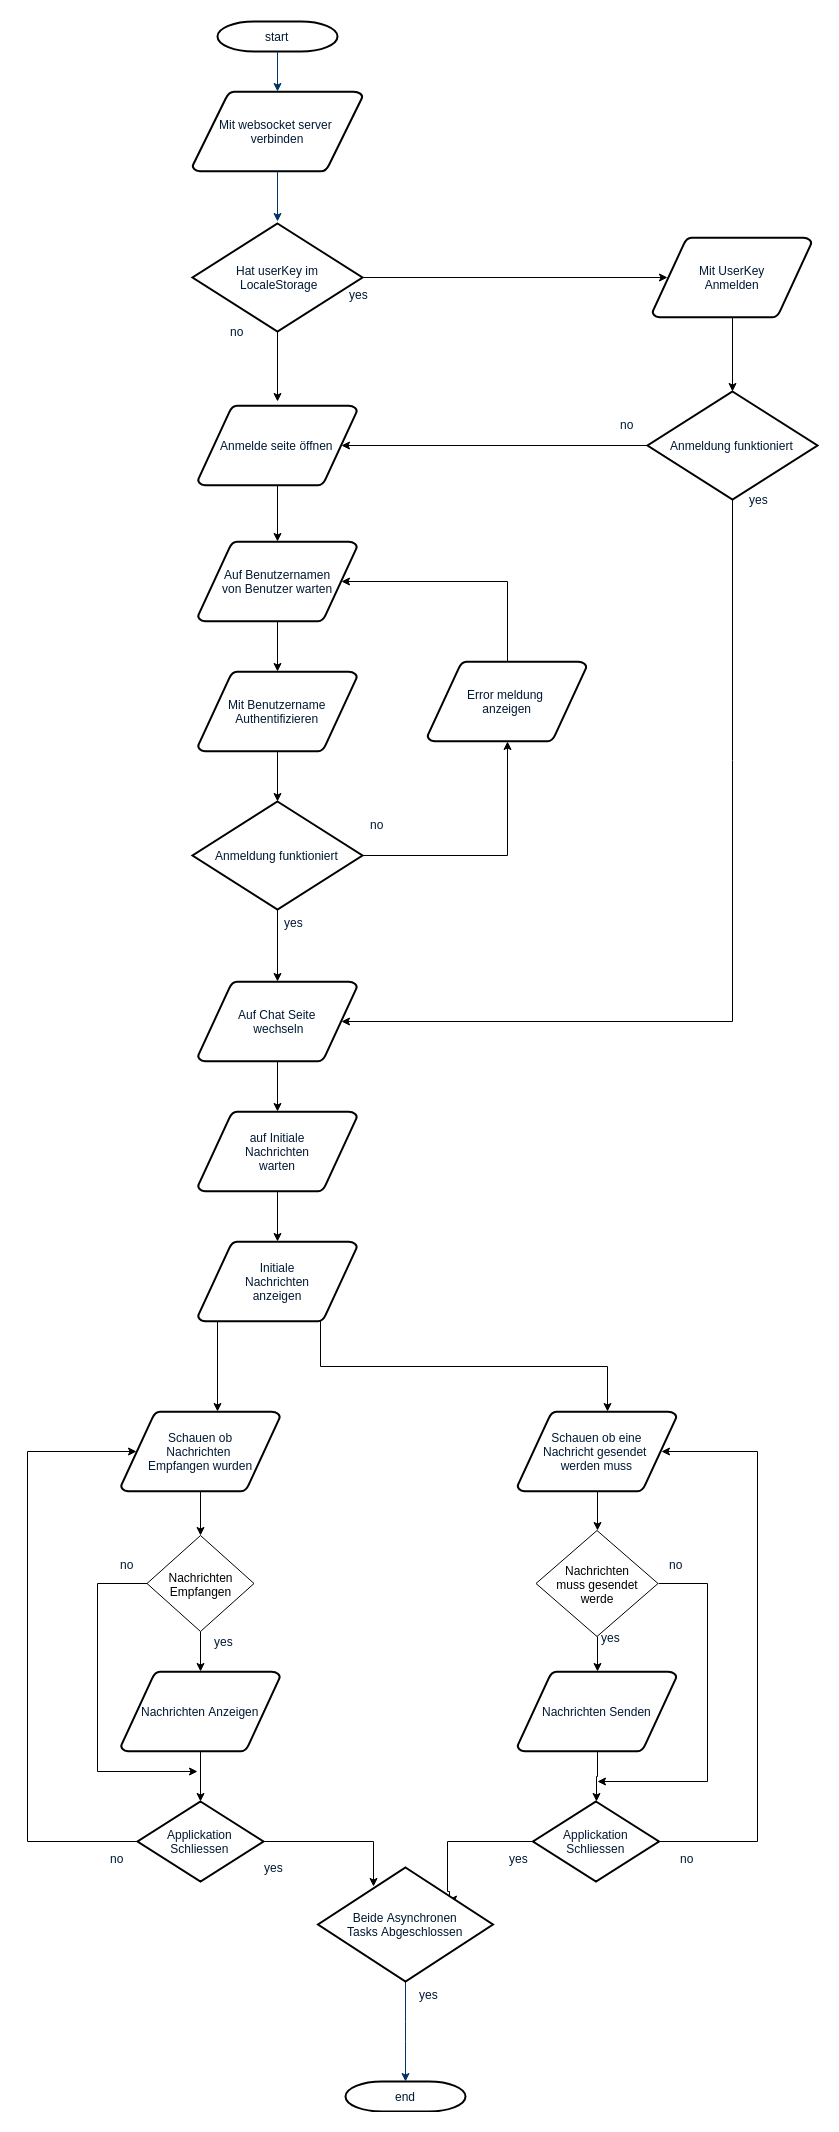 start
Mit websocket server
verbinden
Hat userKey im
LocaleStorage
yes
no
Mit UserKey
Anmelden
Anmelde seite öffnen
no
Anmeldung funktioniert
yes
Auf Benutzernamen
von Benutzer warten
Mit Benutzername
Authentifizieren
Error meldung
anzeigen
no
Anmeldung funktioniert
yes
Auf Chat Seite
wechseln
auf Initiale
Nachrichten
warten
Initiale
Nachrichten
anzeigen
Schauen ob
Nachrichten
Empfangen wurden
Schauen ob eine
Nachricht gesendet
werden muss
no
Nachrichten
Empfangen
yes
Nachrichten
muss gesendet
werde
no
yes
Nachrichten Anzeigen
Nachrichten Senden
Applickation
Schliessen
no
yes
Applickation
Schliessen
yes
no
Beide Asynchronen
Tasks Abgeschlossen
yes
end